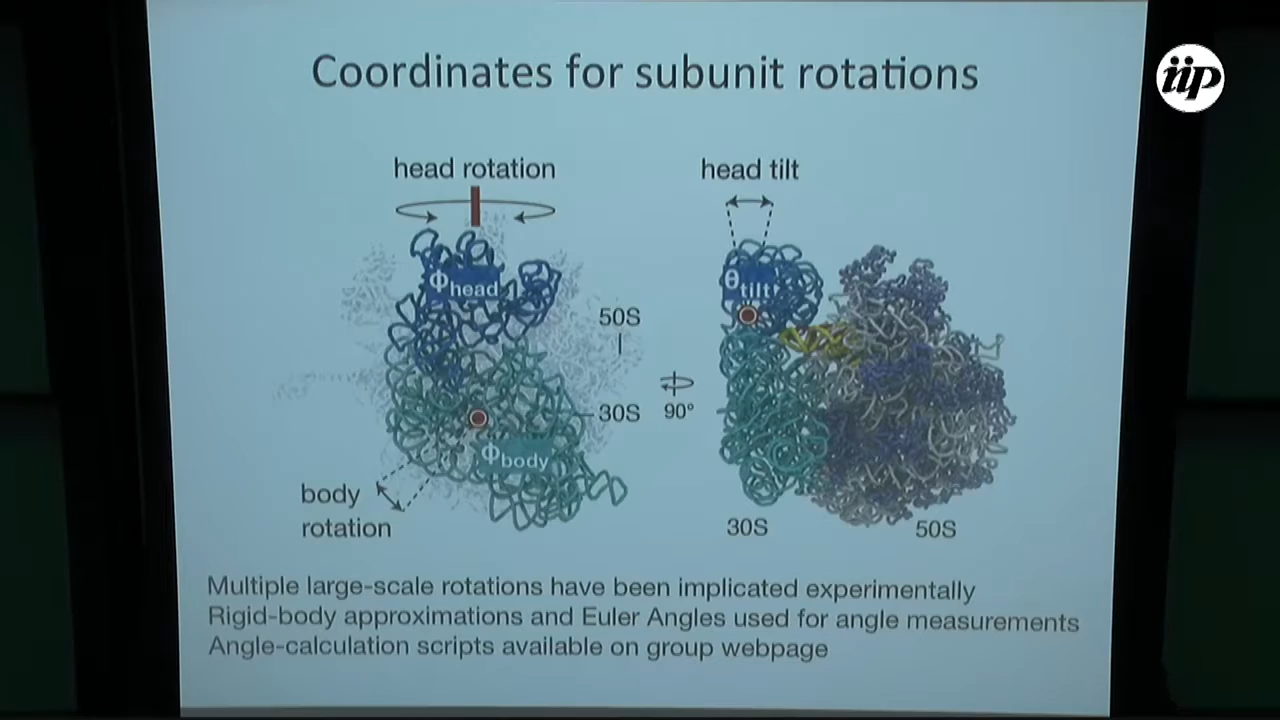 Coordinates for subunit rotations
iip
head rotation
head tilt
Φhead
θtilt
50S
30S
90°
Φbody
body
rotation
30S
50S
Multiple large-scale rotations have been implicated experimentally
Rigid-body approximations and Euler Angles used for angle measurements
Angle-calculation scripts available on group webpage